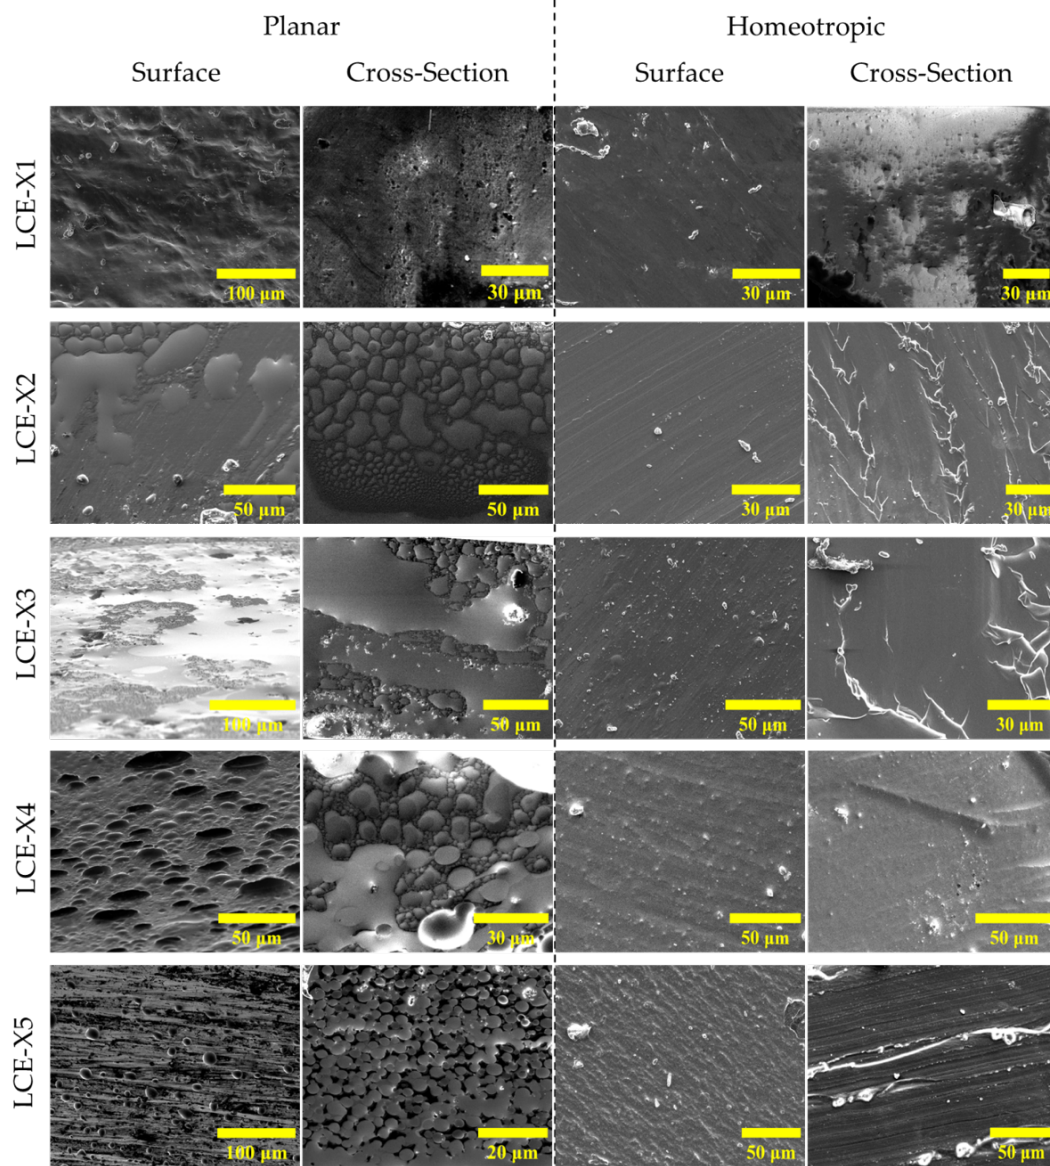 Planar Homeotropic
Surface Cross-Section Surface Cross-Section
LCE-X1
100 µm 30 µm 30 µm 30 µm
LCE-X2
50 µm 50 µm 30 µm 30 µm
LCE-X3
100 µm 50 µm 50 µm 30 µm
LCE-X4
50 µm 30 µm 50 µm 50 µm
LCE-X5
100 µm 20 µm 50 µm 50 µm